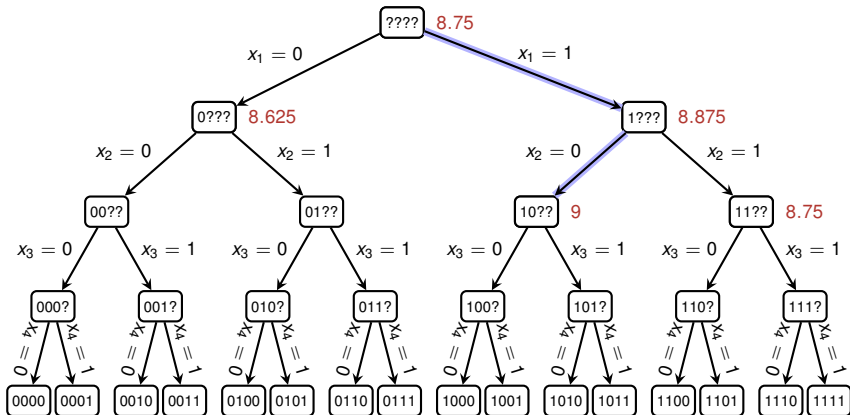 ???? 8.75
x₁ = 0 x₁ = 1
0??? 8.625 1??? 8.875
x₂ = 0 x₂ = 1 x₂ = 0 x₂ = 1
00?? 01?? 10?? 9 11?? 8.75
x₃ = 0 x₃ = 1 x₃ = 0 x₃ = 1 x₃ = 0 x₃ = 1 x₃ = 0 x₃ = 1
000? 001? 010? 011? 100? 101? 110? 111?
x₄ = 0 x₄ = 1 x₄ = 0 x₄ = 1 x₄ = 0 x₄ = 1 x₄ = 0 x₄ = 1 x₄ = 0 x₄ = 1 x₄ = 0 x₄ = 1 x₄ = 0 x₄ = 1 x₄ = 0 x₄ = 1
0000 0001 0010 0011 0100 0101 0110 0111 1000 1001 1010 1011 1100 1101 1110 1111